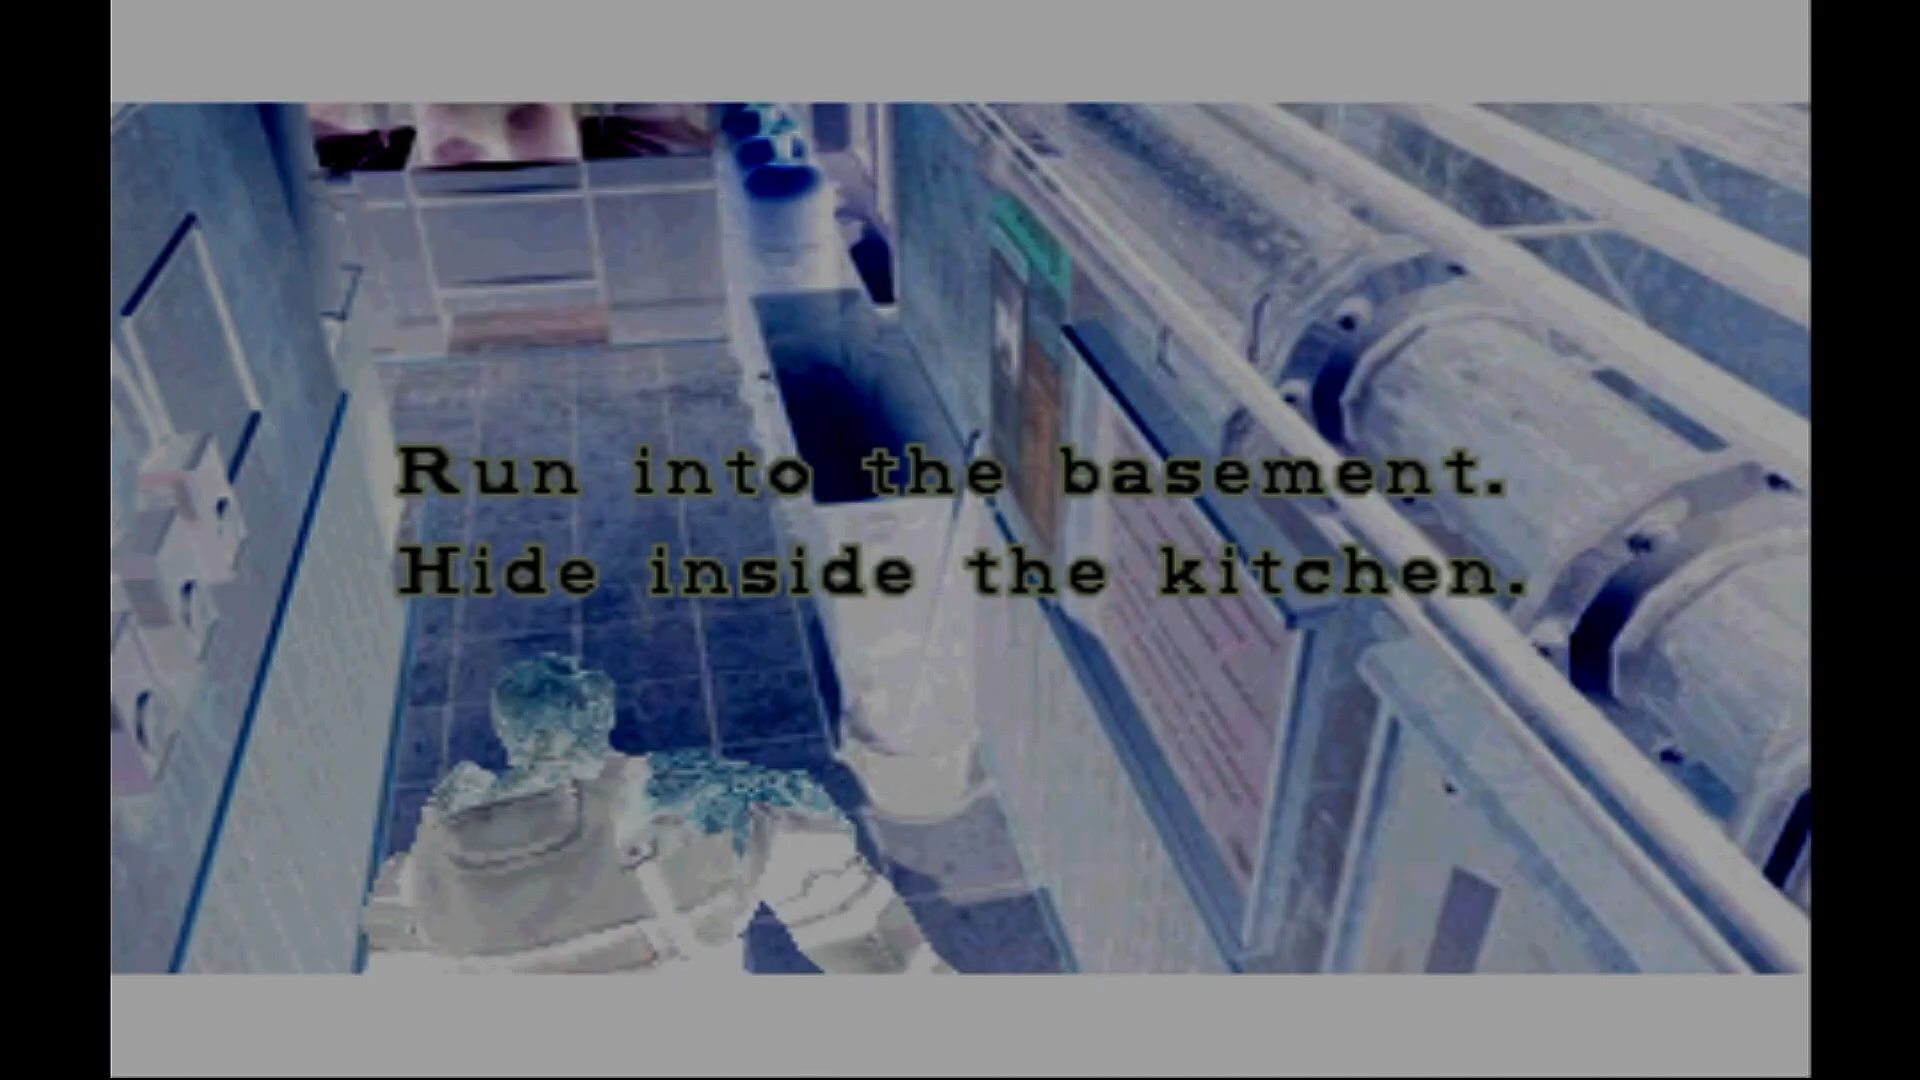 Run into the basement.
Hide inside the kitchen.